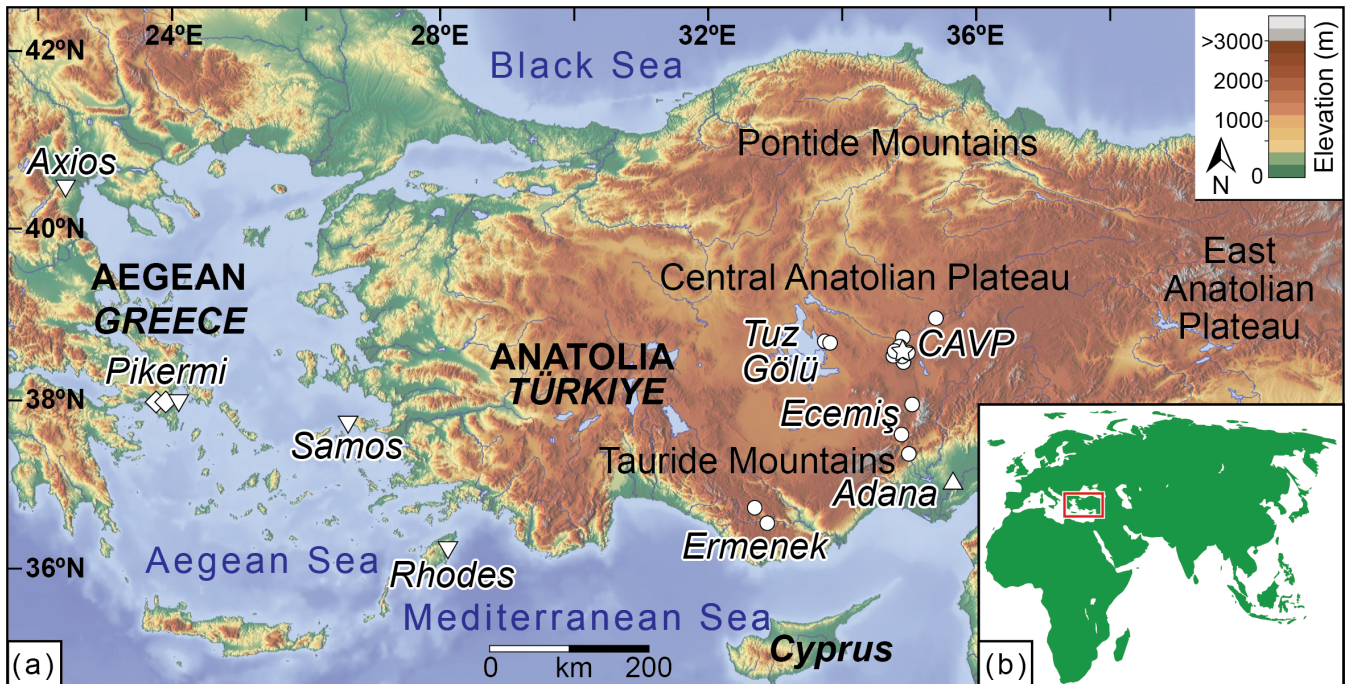 24ºE
28ºE
32ºE
36ºE
42ºN
Black Sea
>3000
2000
1000
0
Elevation (m)
N
Pontide Mountains
Axios
40ºN
AEGEAN
GREECE
Central Anatolian Plateau
East
Anatolian
Plateau
Tuz
Gölü
CAVP
ANATOLIA
TÜRKIYE
Pikermi
38ºN
Samos
Ecemiş
Tauride Mountains
Adana
Ermenek
36ºN
Aegean Sea
Rhodes
Mediterranean Sea
0
km
200
Cyprus
(a)
(b)